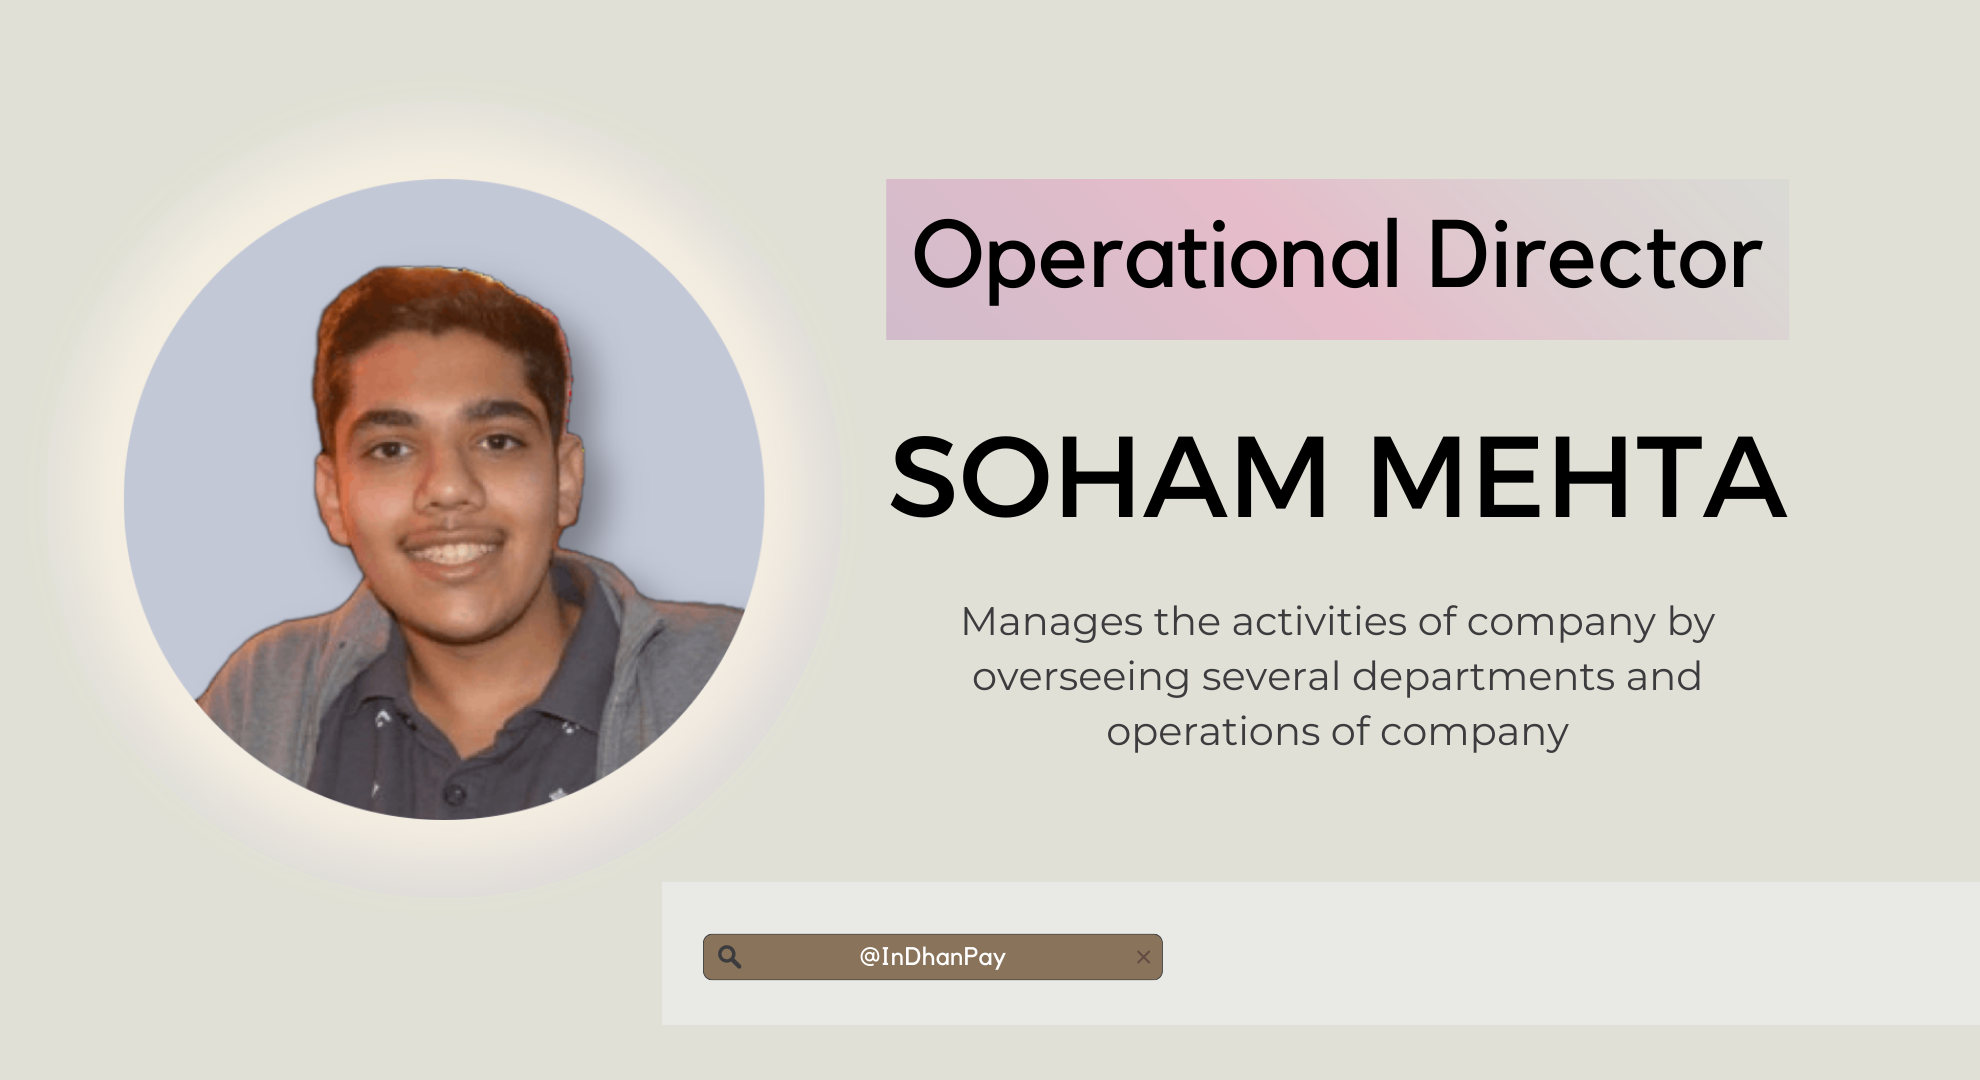 Operational Director
SOHAM MEHTA
Manages the activities of company by
overseeing several departments and
operations of company
@InDhanPay